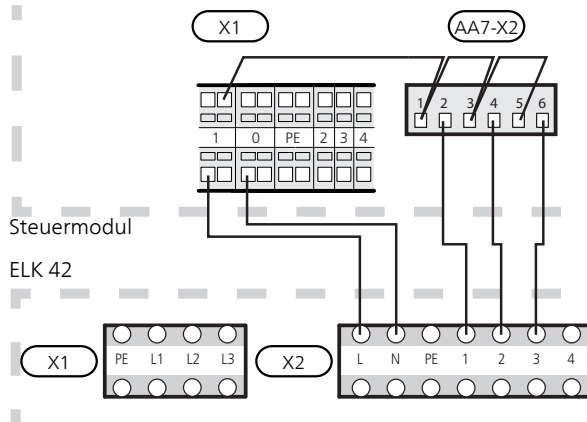 X1 AA7-X2
1 2 3 4 5 6
1 0 PE 2 3 4
Steuermodul
ELK 42
X1 PE L1 L2 L3 X2 L N PE 1 2 3 4